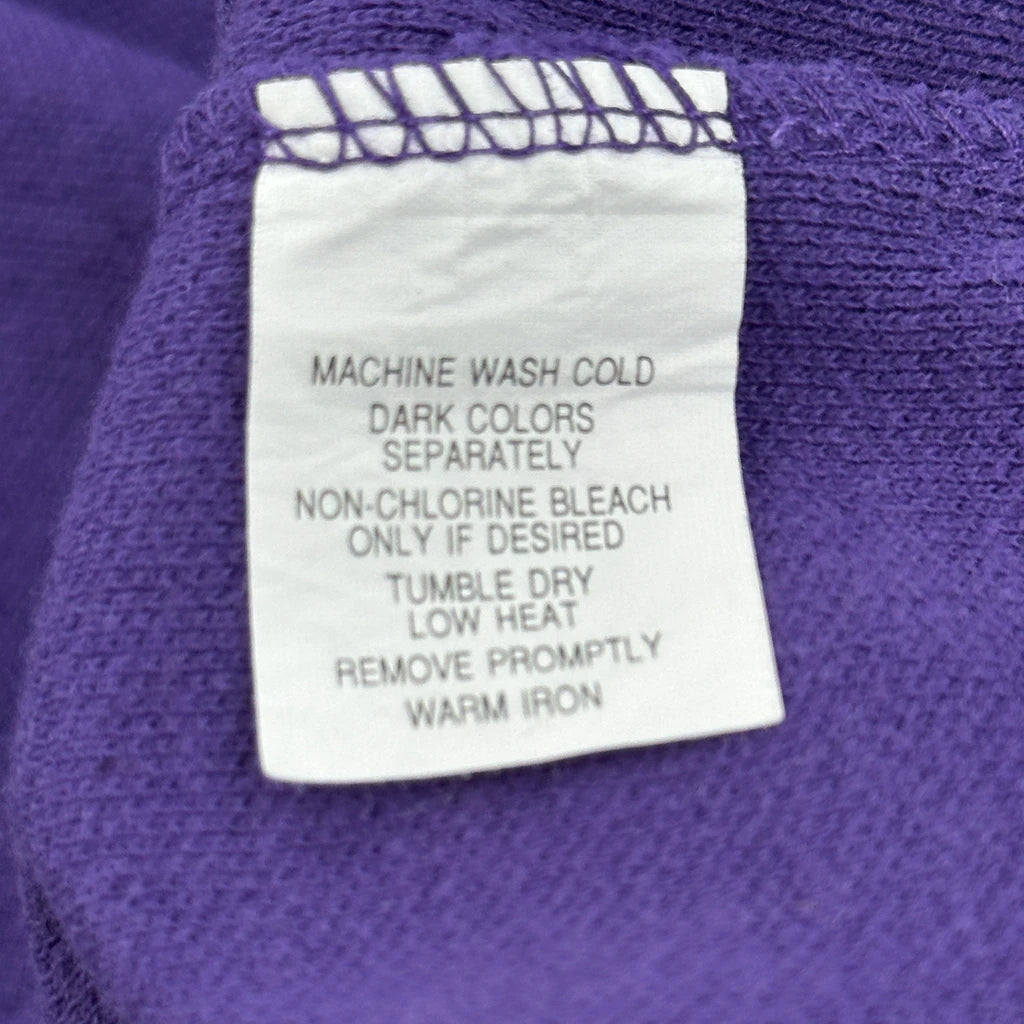 MACHINE WASH COLD
DARK COLORS
SEPARATELY
NON-CHLORINE BLEACH
ONLY IF DESIRED
TUMBLE DRY
LOW HEAT
REMOVE PROMPTLY
WARM IRON